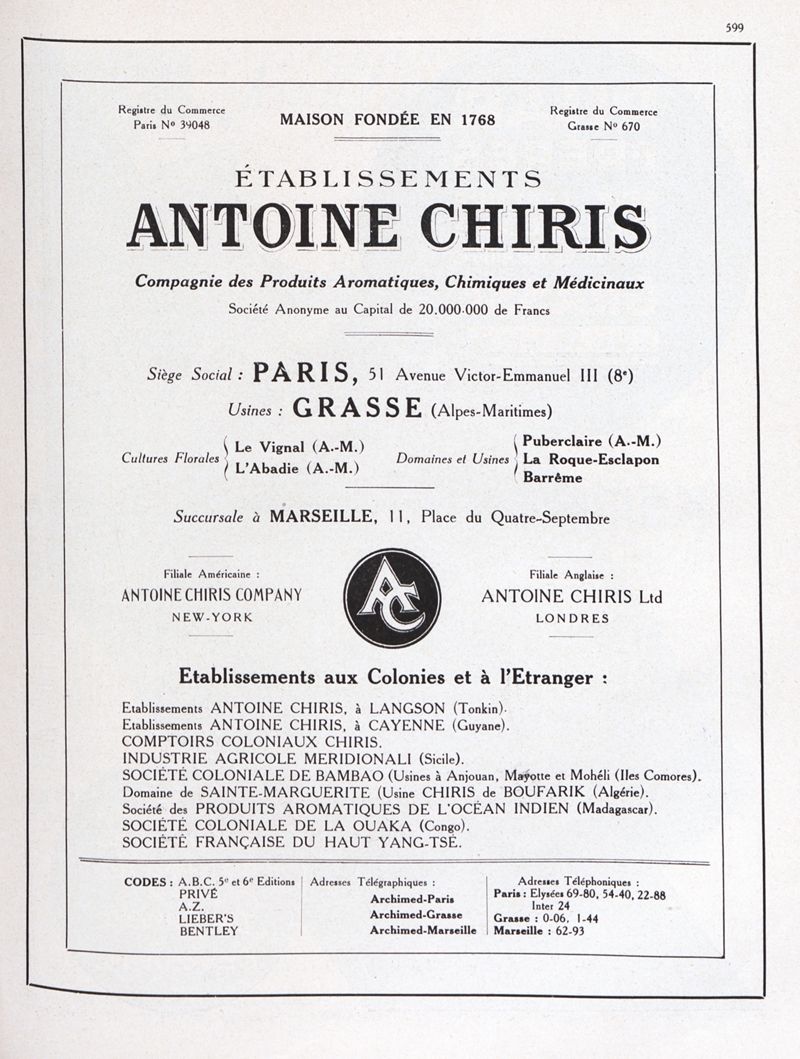 599
Registre du Commerce
Paris Nº 39048
MAISON FONDÉE EN 1768
Registre du Commerce
Grasse Nº 670
ÉTABLISSEMENTS
ANTOINE CHIRIS
Compagnie des Produits Aromatiques, Chimiques et Médicinaux
Société Anonyme au Capital de 20.000.000 de Francs
Siège Social : PARIS, 51 Avenue Victor-Emmanuel III (8e)
Usines : GRASSE (Alpes-Maritimes)
Cultures Florales
Le Vignal (A.-M.)
L'Abadie (A.-M.)
Domaines et Usines
Puberclaire (A.-M.)
La Roque-Esclapon
Barrême
Succursale à MARSEILLE, 11, Place du Quatre-Septembre
Filiale Américaine :
ANTOINE CHIRIS COMPANY
NEW-YORK
AC
Filiale Anglaise :
ANTOINE CHIRIS Ltd
LONDRES
Etablissements aux Colonies et à l'Etranger :
Etablissements ANTOINE CHIRIS, à LANGSON (Tonkin).
Etablissements ANTOINE CHIRIS, à CAYENNE (Guyane).
COMPTOIRS COLONIAUX CHIRIS.
INDUSTRIE AGRICOLE MERIDIONALI (Sicile).
SOCIÉTÉ COLONIALE DE BAMBAO (Usines à Anjouan, Mayotte et Mohéli (Iles Comores).
Domaine de SAINTE-MARGUERITE (Usine CHIRIS de BOUFARIK (Algérie).
Société des PRODUITS AROMATIQUES DE L'OCÉAN INDIEN (Madagascar).
SOCIÉTÉ COLONIALE DE LA OUAKA (Congo).
SOCIÉTÉ FRANÇAISE DU HAUT YANG-TSÉ.
CODES : A.B.C. 5e et 6e Editions
PRIVÉ
A.Z.
LIEBER'S
BENTLEY
Adresses Télégraphiques :
Archimed-Paris
Archimed-Grasse
Archimed-Marseille
Adresses Téléphoniques :
Paris : Elysées 69-80, 54-40, 22-88
Inter 24
Grasse : 0-06, 1-44
Marseille : 62-93